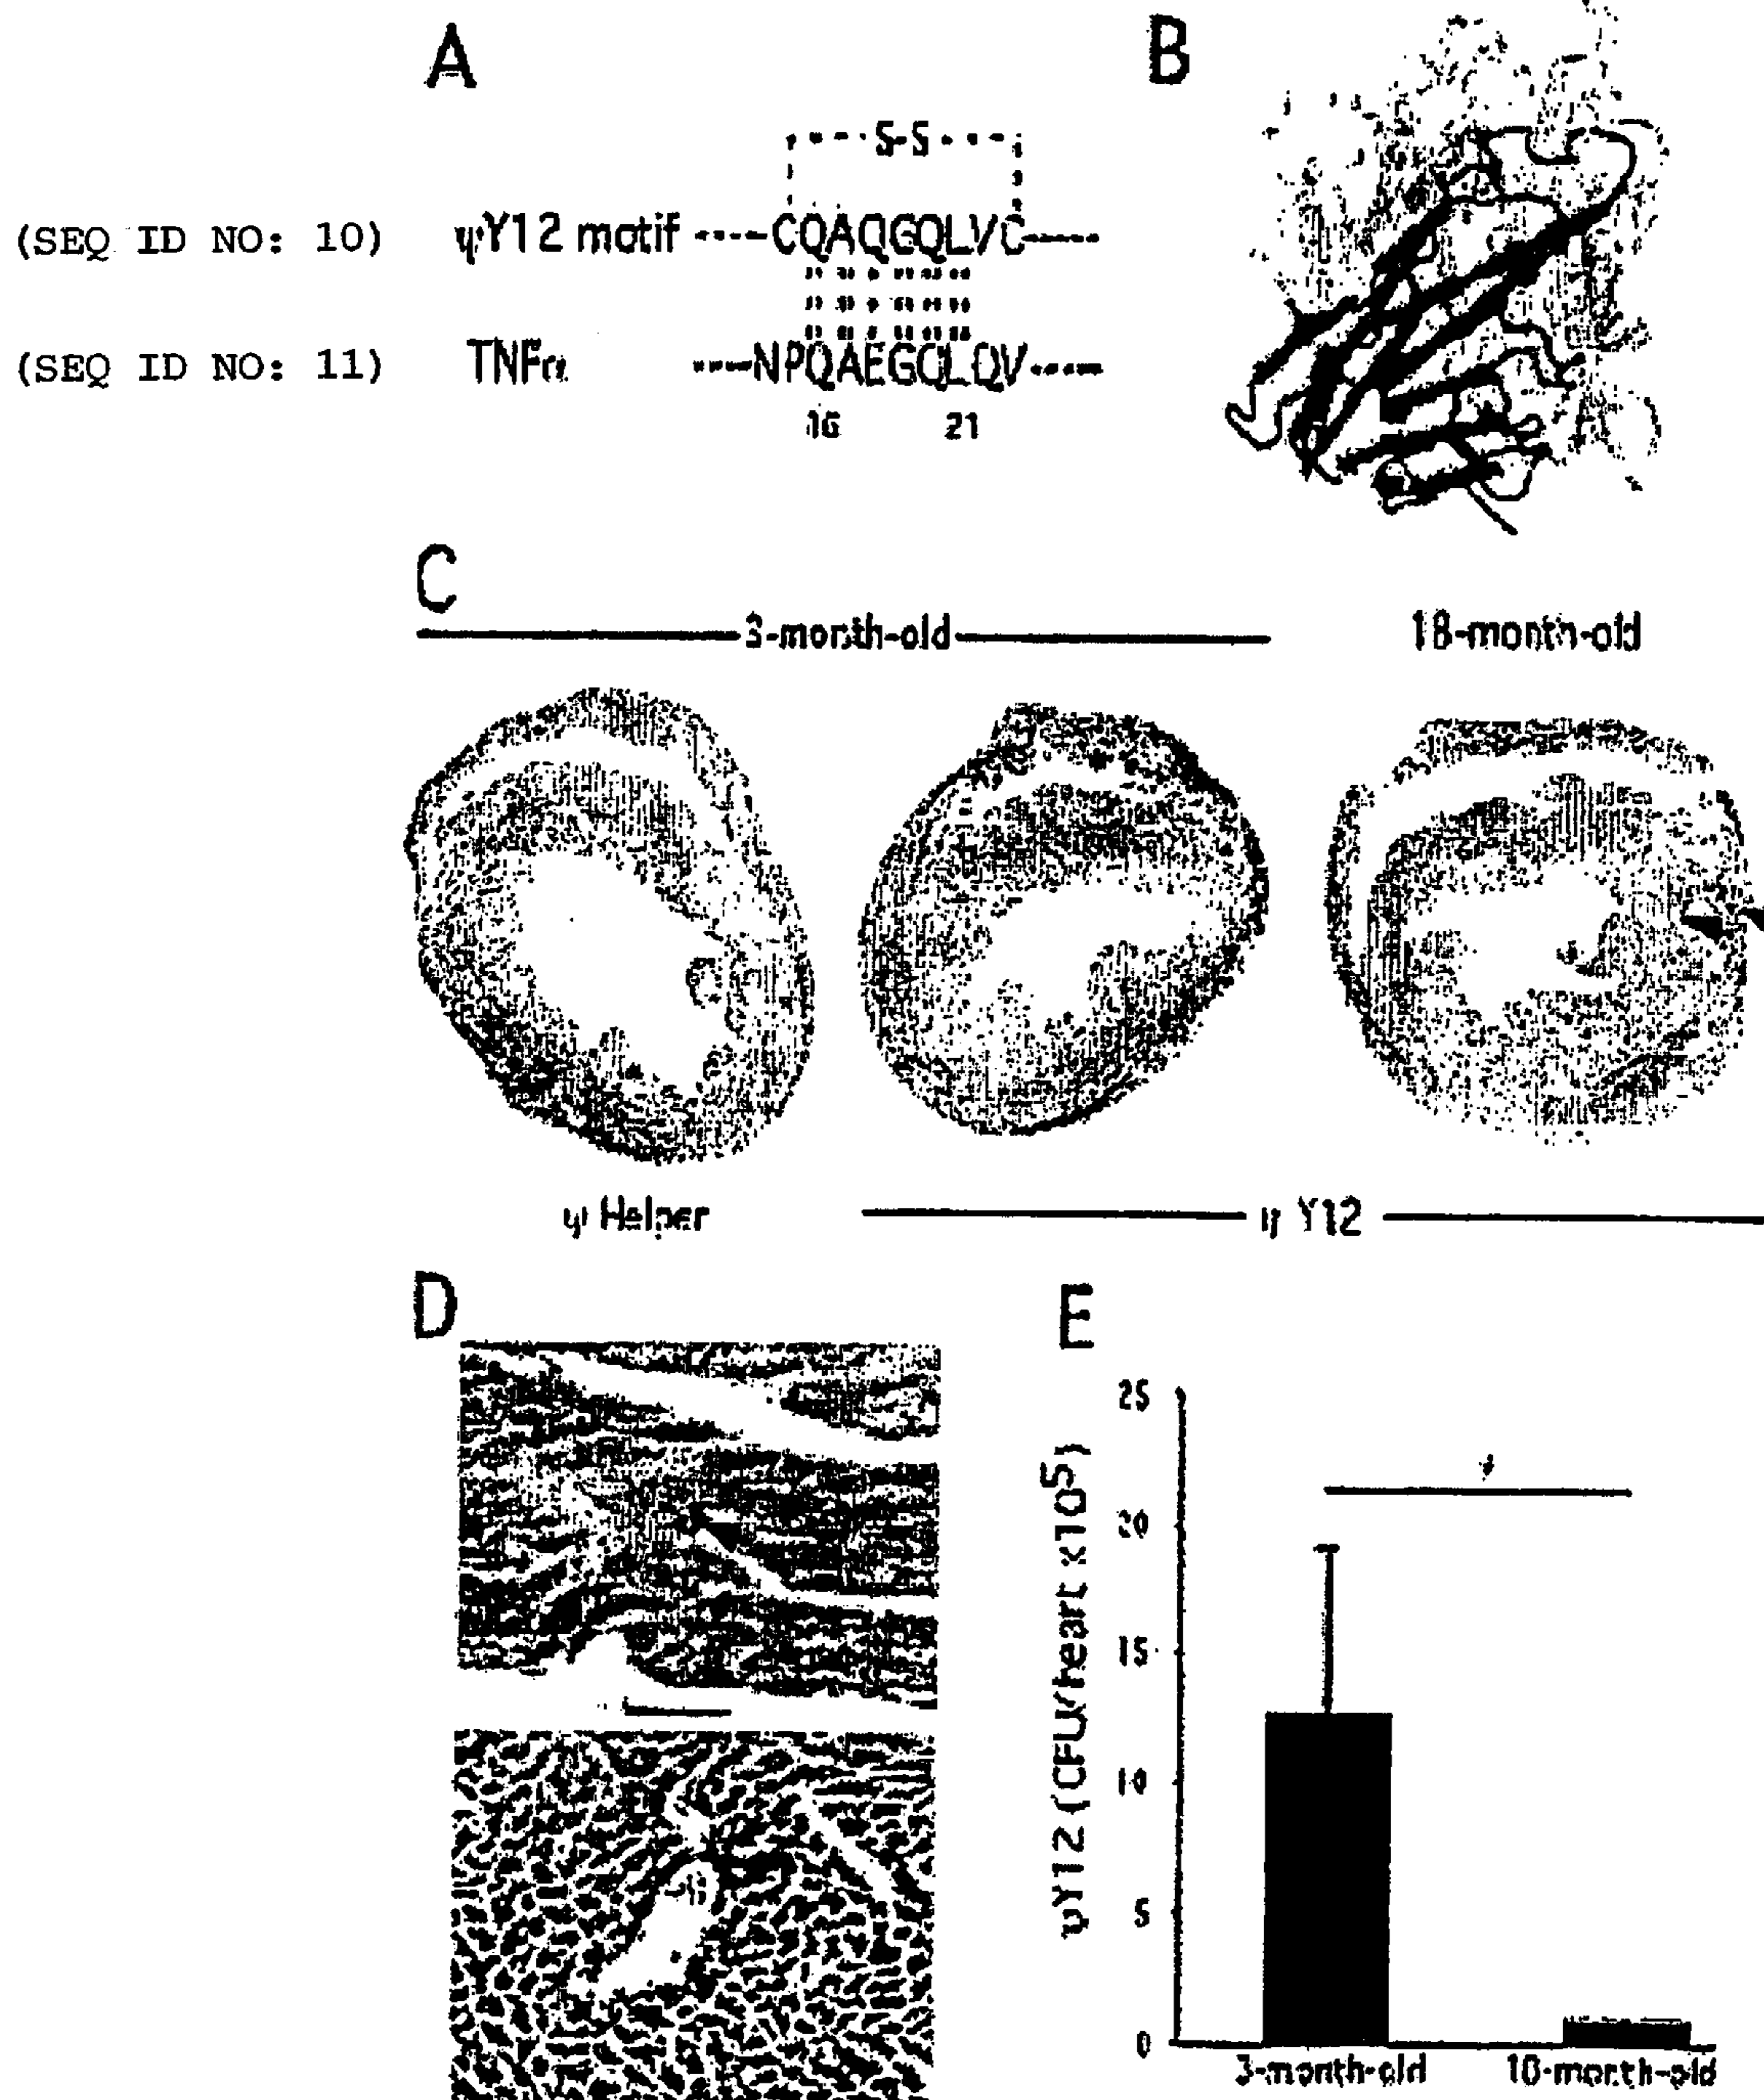 A
B
S-S
(SEQ ID NO: 10) ψY12 motif ----CQAQGQLVC----
(SEQ ID NO: 11) TNFα ----NPQAEGQLQV----
16 21
C
3-month-old 18-month-old
ψ Helper ψ Y12
D
E
ψY12 (CFU/heart x10⁵)
25
20
15
10
5
0
3-month-old 18-month-old